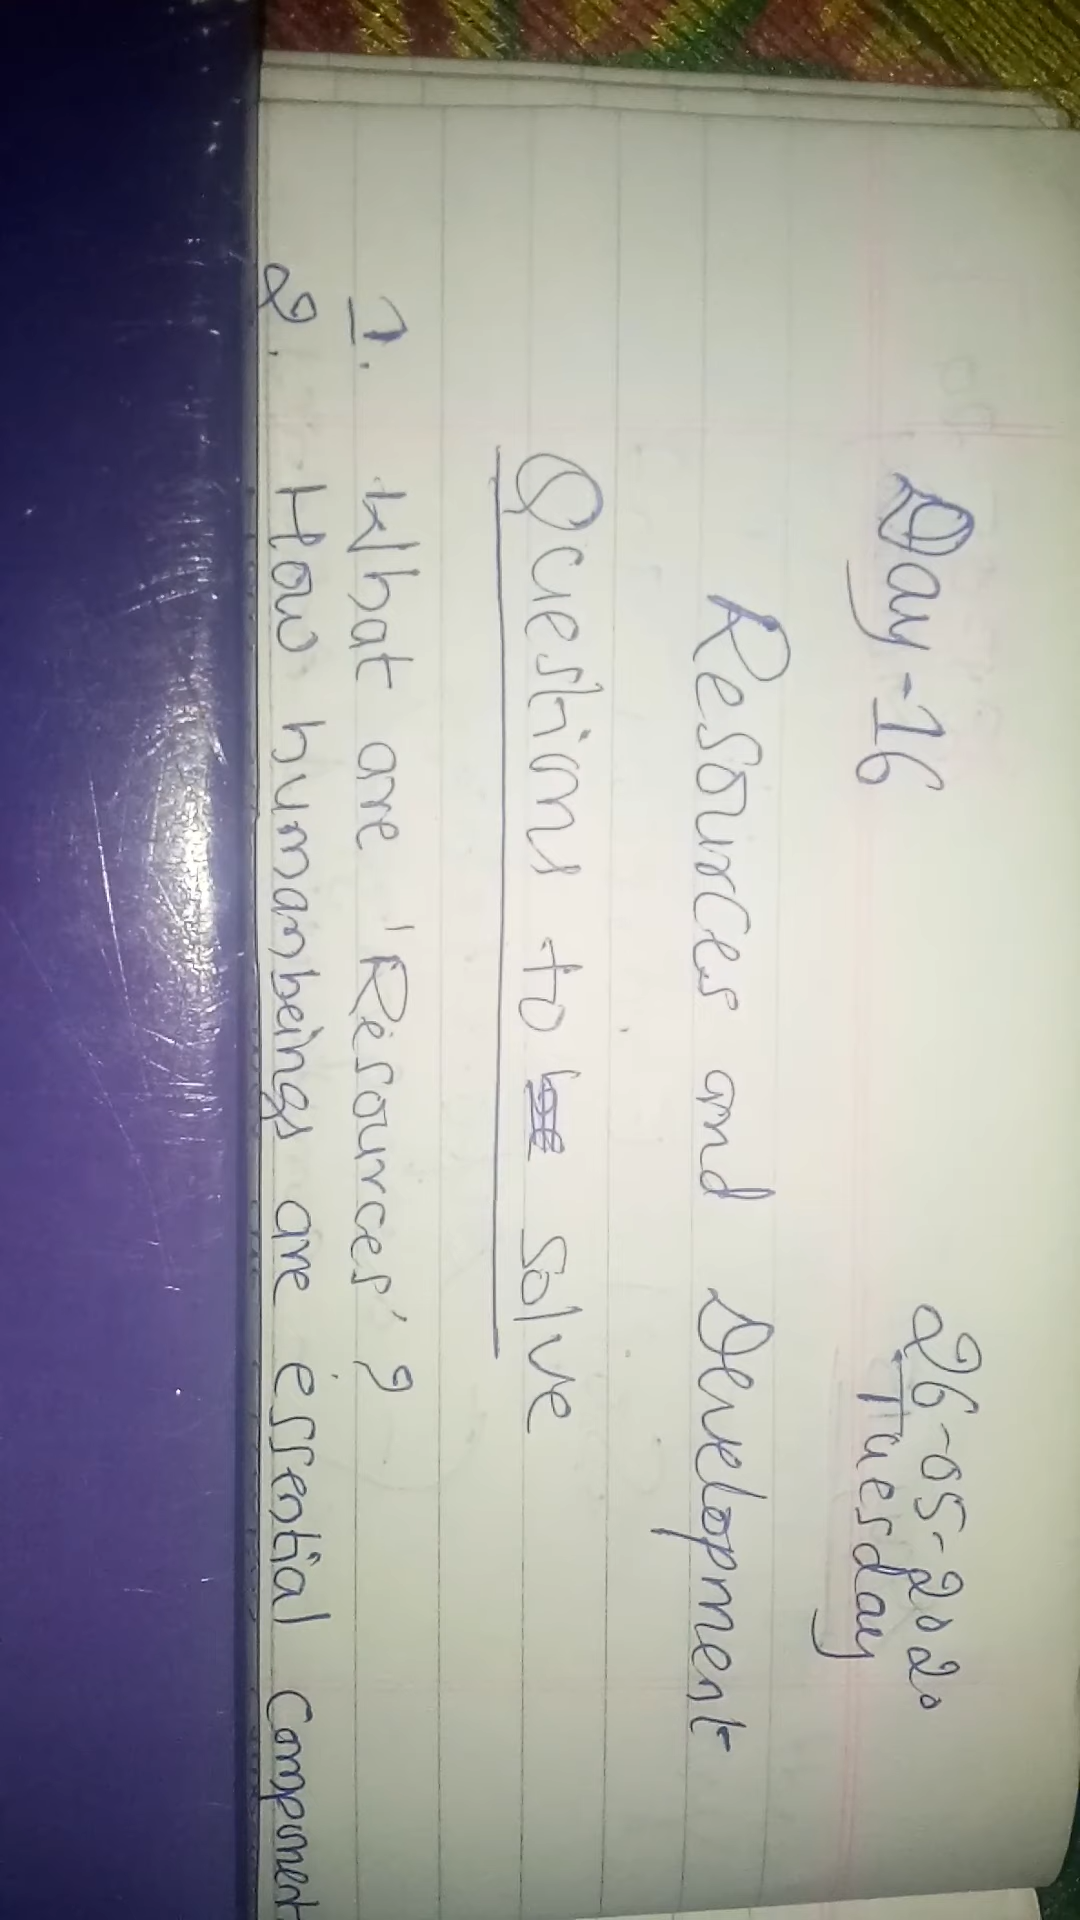 Day-16
26-05-2020
Tuesday
Resources and Development
Questions to solve
1. What are 'Resources'?
2. How humanbeings are essential component